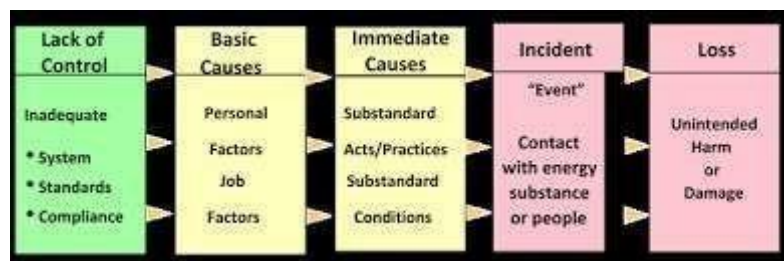 Lack of
Control
Inadequate
• System
• Standards
• Compliance
Basic
Causes
Personal
Factors
Job
Factors
Immediate
Causes
Substandard
Acts/Practices
Substandard
Conditions
Incident
“Event”
Contact
with energy
substance
or people
Loss
Unintended
Harm
or
Damage